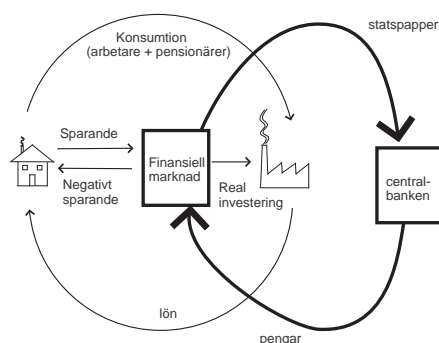 Konsumtion
(arbetare + pensionärer)
statspapper
Sparande
Finansiell
marknad
Negativt
sparande
Real
investering
central-
banken
lön
pengar